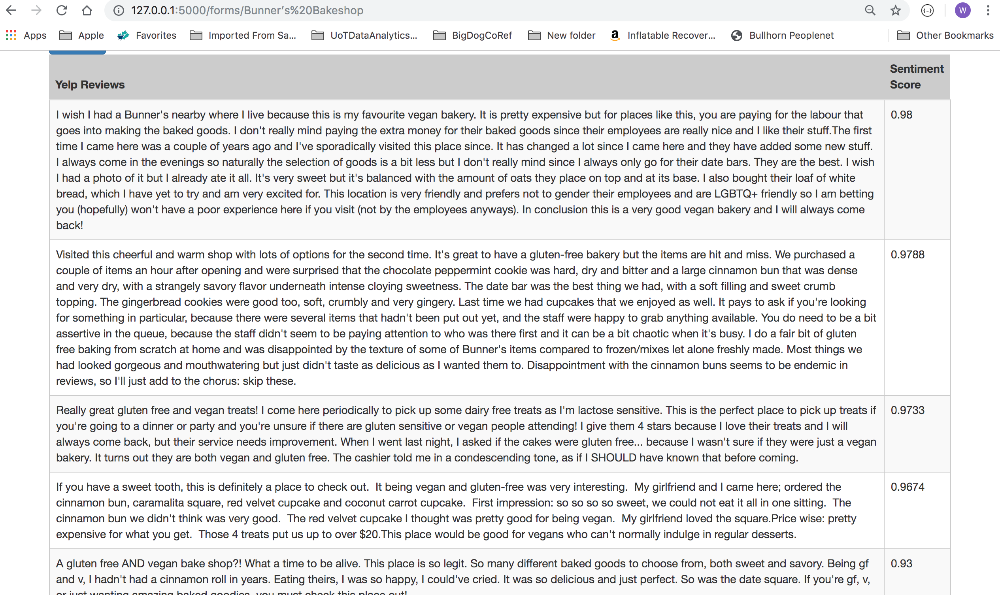 127.0.0.1:5000/forms/Bunner’s%20Bakeshop
W
Apps Apple Favorites Imported From Sa... UoTDataAnalytics... BigDogCoRef New folder Inflatable Recover... Bullhorn Peoplenet Other Bookmarks
Yelp Reviews
Sentiment
Score
I wish I had a Bunner's nearby where I live because this is my favourite vegan bakery. It is pretty expensive but for places like this, you are paying for the labour that
goes into making the baked goods. I don't really mind paying the extra money for their baked goods since their employees are really nice and I like their stuff.The first
time I came here was a couple of years ago and I've sporadically visited this place since. It has changed a lot since I came here and they have added some new stuff.
I always come in the evenings so naturally the selection of goods is a bit less but I don't really mind since I always only go for their date bars. They are the best. I wish
I had a photo of it but I already ate it all. It's very sweet but it's balanced with the amount of oats they place on top and at its base. I also bought their loaf of white
bread, which I have yet to try and am very excited for. This location is very friendly and prefers not to gender their employees and are LGBTQ+ friendly so I am betting
you (hopefully) won't have a poor experience here if you visit (not by the employees anyways). In conclusion this is a very good vegan bakery and I will always come
back!
0.98
Visited this cheerful and warm shop with lots of options for the second time. It's great to have a gluten-free bakery but the items are hit and miss. We purchased a
couple of items an hour after opening and were surprised that the chocolate peppermint cookie was hard, dry and bitter and a large cinnamon bun that was dense
and very dry, with a strangely savory flavor underneath intense cloying sweetness. The date bar was the best thing we had, with a soft filling and sweet crumb
topping. The gingerbread cookies were good too, soft, crumbly and very gingery. Last time we had cupcakes that we enjoyed as well. It pays to ask if you're looking
for something in particular, because there were several items that hadn't been put out yet, and the staff were happy to grab anything available. You do need to be a bit
assertive in the queue, because the staff didn't seem to be paying attention to who was there first and it can be a bit chaotic when it's busy. I do a fair bit of gluten
free baking from scratch at home and was disappointed by the texture of some of Bunner's items compared to frozen/mixes let alone freshly made. Most things we
had looked gorgeous and mouthwatering but just didn't taste as delicious as I wanted them to. Disappointment with the cinnamon buns seems to be endemic in
reviews, so I'll just add to the chorus: skip these.
0.9788
Really great gluten free and vegan treats! I come here periodically to pick up some dairy free treats as I'm lactose sensitive. This is the perfect place to pick up treats if
you're going to a dinner or party and you're unsure if there are gluten sensitive or vegan people attending! I give them 4 stars because I love their treats and I will
always come back, but their service needs improvement. When I went last night, I asked if the cakes were gluten free... because I wasn't sure if they were just a vegan
bakery. It turns out they are both vegan and gluten free. The cashier told me in a condescending tone, as if I SHOULD have known that before coming.
0.9733
If you have a sweet tooth, this is definitely a place to check out.  It being vegan and gluten-free was very interesting.  My girlfriend and I came here; ordered the
cinnamon bun, caramalita square, red velvet cupcake and coconut carrot cupcake.  First impression: so so so so sweet, we could not eat it all in one sitting.  The
cinnamon bun we didn't think was very good.  The red velvet cupcake I thought was pretty good for being vegan.  My girlfriend loved the square.Price wise: pretty
expensive for what you get.  Those 4 treats put us up to over $20.This place would be good for vegans who can't normally indulge in regular desserts.
0.9674
A gluten free AND vegan bake shop?! What a time to be alive. This place is so legit. So many different baked goods to choose from, both sweet and savory. Being gf
and v, I hadn't had a cinnamon roll in years. Eating theirs, I was so happy, I could've cried. It was so delicious and just perfect. So was the date square. If you're gf, v,
or just wanting amazing baked goodies, you must check this place out!
0.93